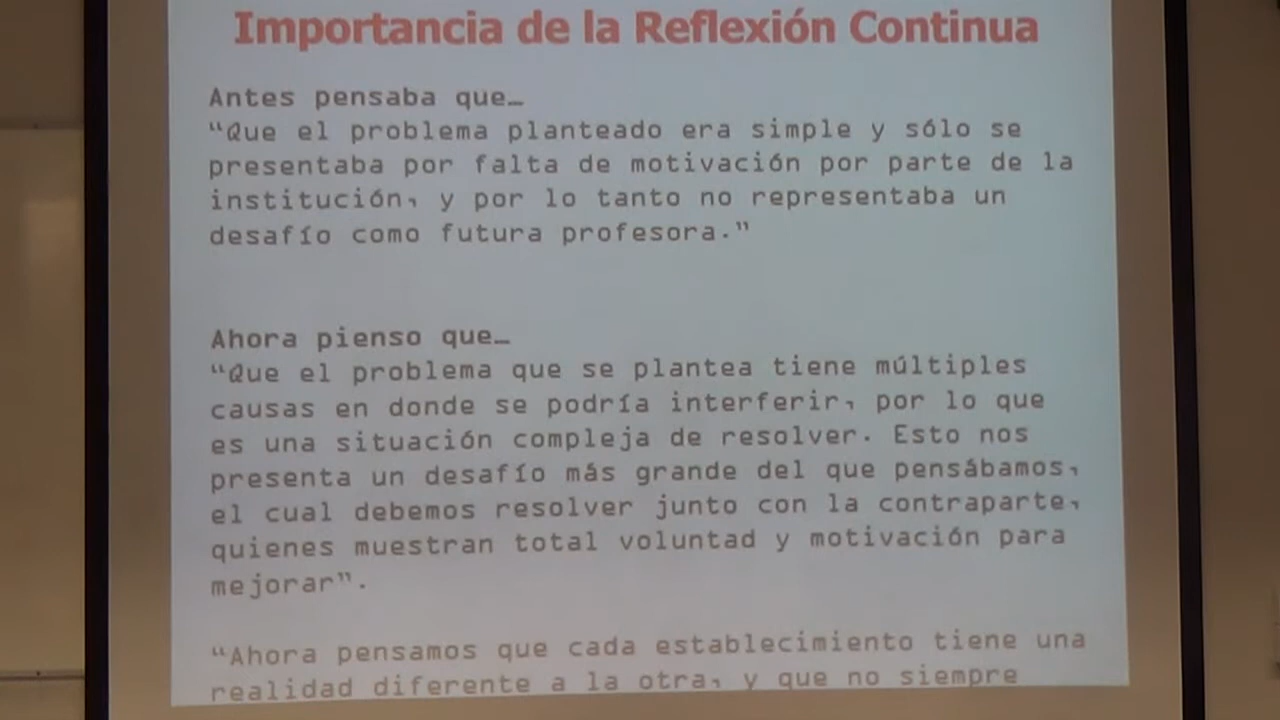 Importancia de la Reflexión Continua
Antes pensaba que…
“Que el problema planteado era simple y sólo se
presentaba por falta de motivación por parte de la
institución, y por lo tanto no representaba un
desafío como futura profesora.”
Ahora pienso que…
“Que el problema que se plantea tiene múltiples
causas en donde se podría interferir, por lo que
es una situación compleja de resolver. Esto nos
presenta un desafío más grande del que pensábamos,
el cual debemos resolver junto con la contraparte,
quienes muestran total voluntad y motivación para
mejorar”.
“Ahora pensamos que cada establecimiento tiene una
realidad diferente a la otra, y que no siempre